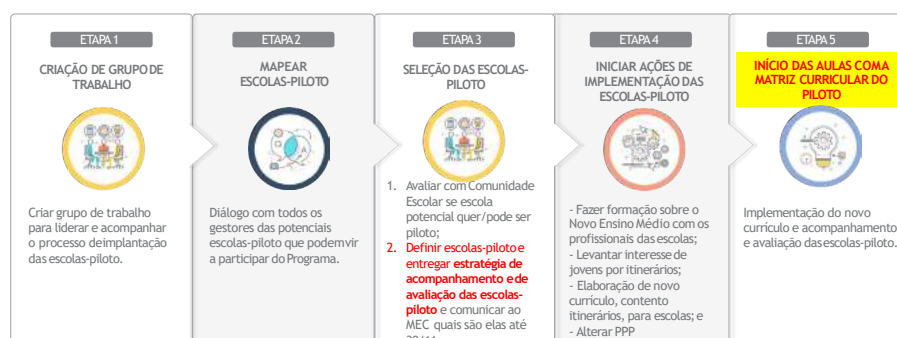 ETAPA 1
CRIAÇÃO DE GRUPO DE
TRABALHO
Criar grupo de trabalho
para liderar e acompanhar
o processo deimplantação
das escolas-piloto.
ETAPA 2
MAPEAR
ESCOLAS-PILOTO
Diálogo com todos os
gestores das potenciais
escolas-piloto que podemvir
a participar do Programa.
ETAPA 3
SELEÇÃO DAS ESCOLAS-
PILOTO
1. Avaliar com Comunidade
Escolar se escola
potencial quer/pode ser
piloto;
2. Definir escolas-piloto e
entregar estratégia de
acompanhamento e de
avaliação das escolas-
piloto e comunicar ao
MEC quais são elas até
ETAPA 4
INICIAR AÇÕES DE
IMPLEMENTAÇÃO DAS
ESCOLAS-PILOTO
- Fazer formação sobre o
Novo Ensino Médio com os
profissionais das escolas;
- Levantar interesse de
jovens por itinerários;
- Elaboração de novo
currículo, contento
itinerários, para escolas; e
- Alterar PPP
ETAPA 5
INÍCIO DAS AULAS COM A
MATRIZ CURRICULAR DO
PILOTO
Implementação do novo
currículo e acompanhamento
e avaliação das escolas-piloto.